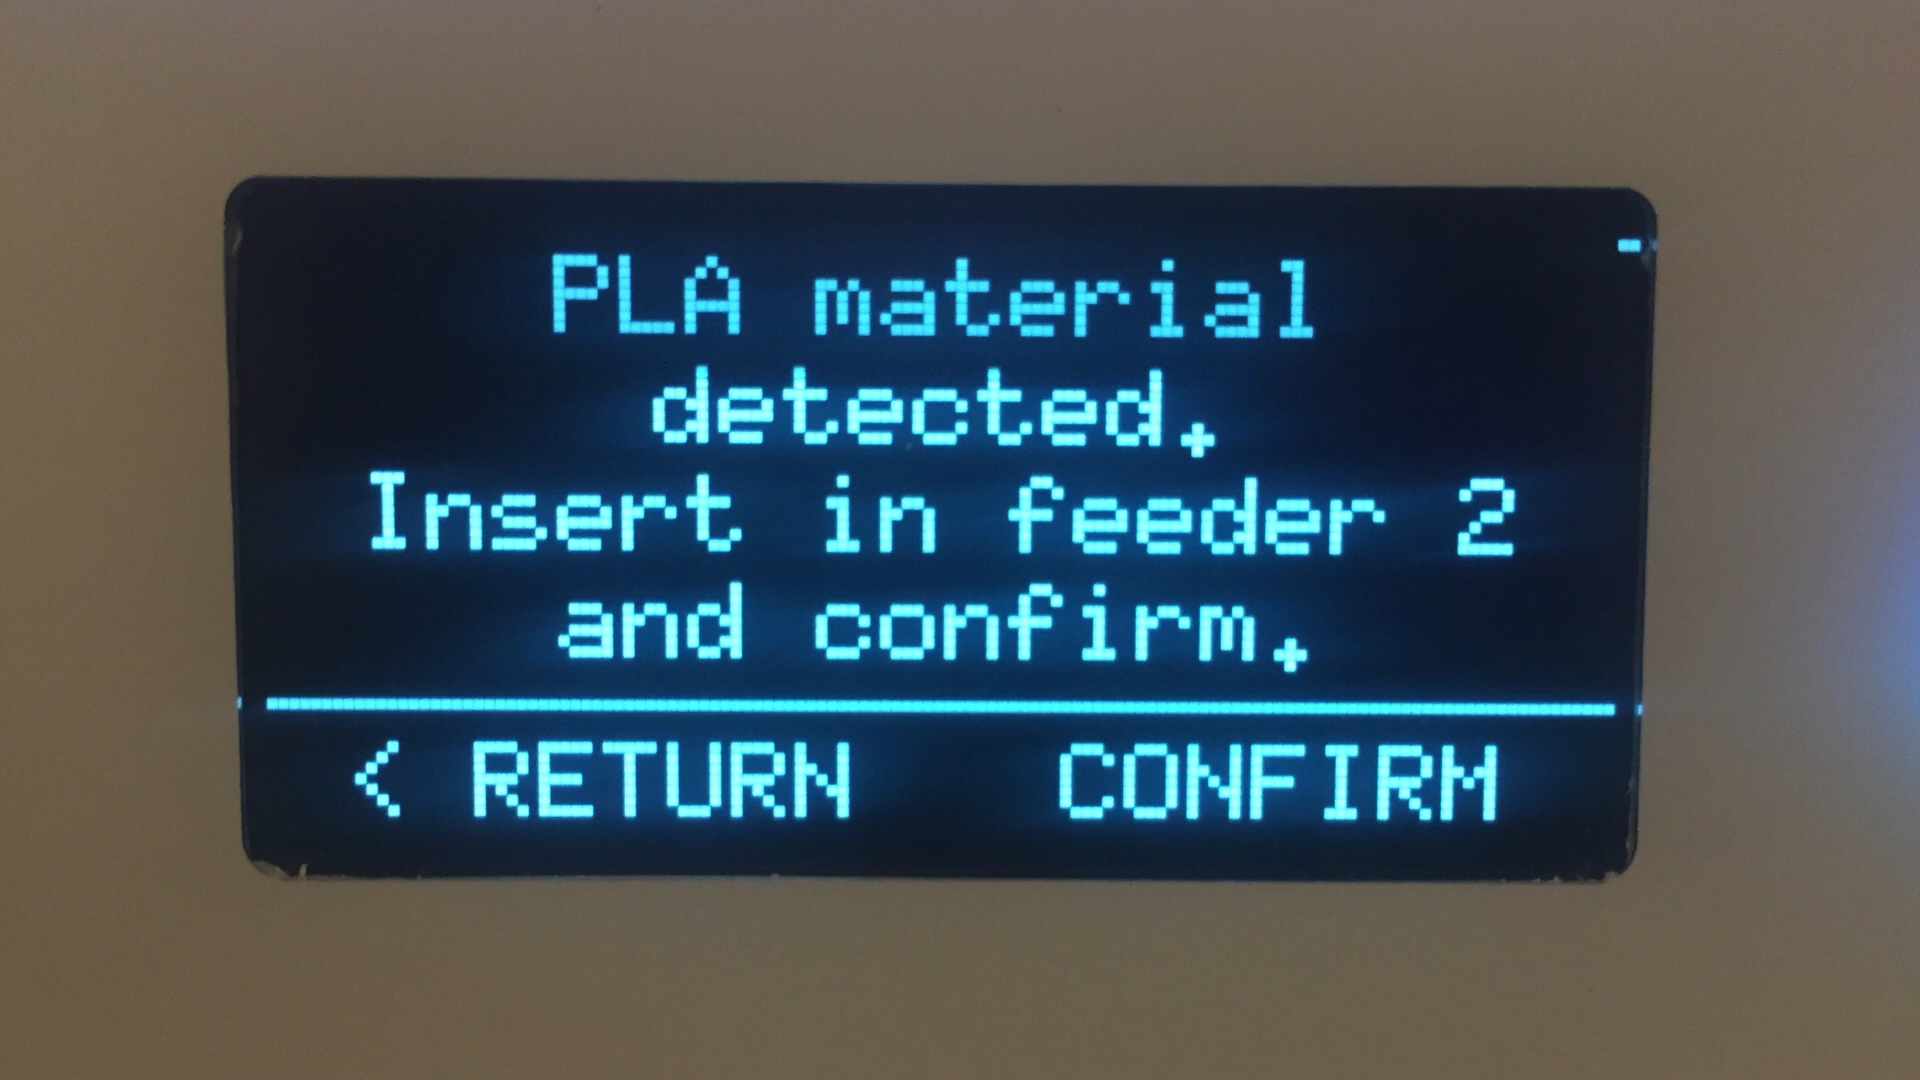 PLA material
detected.
Insert in feeder 2
and confirm.
< RETURN CONFIRM